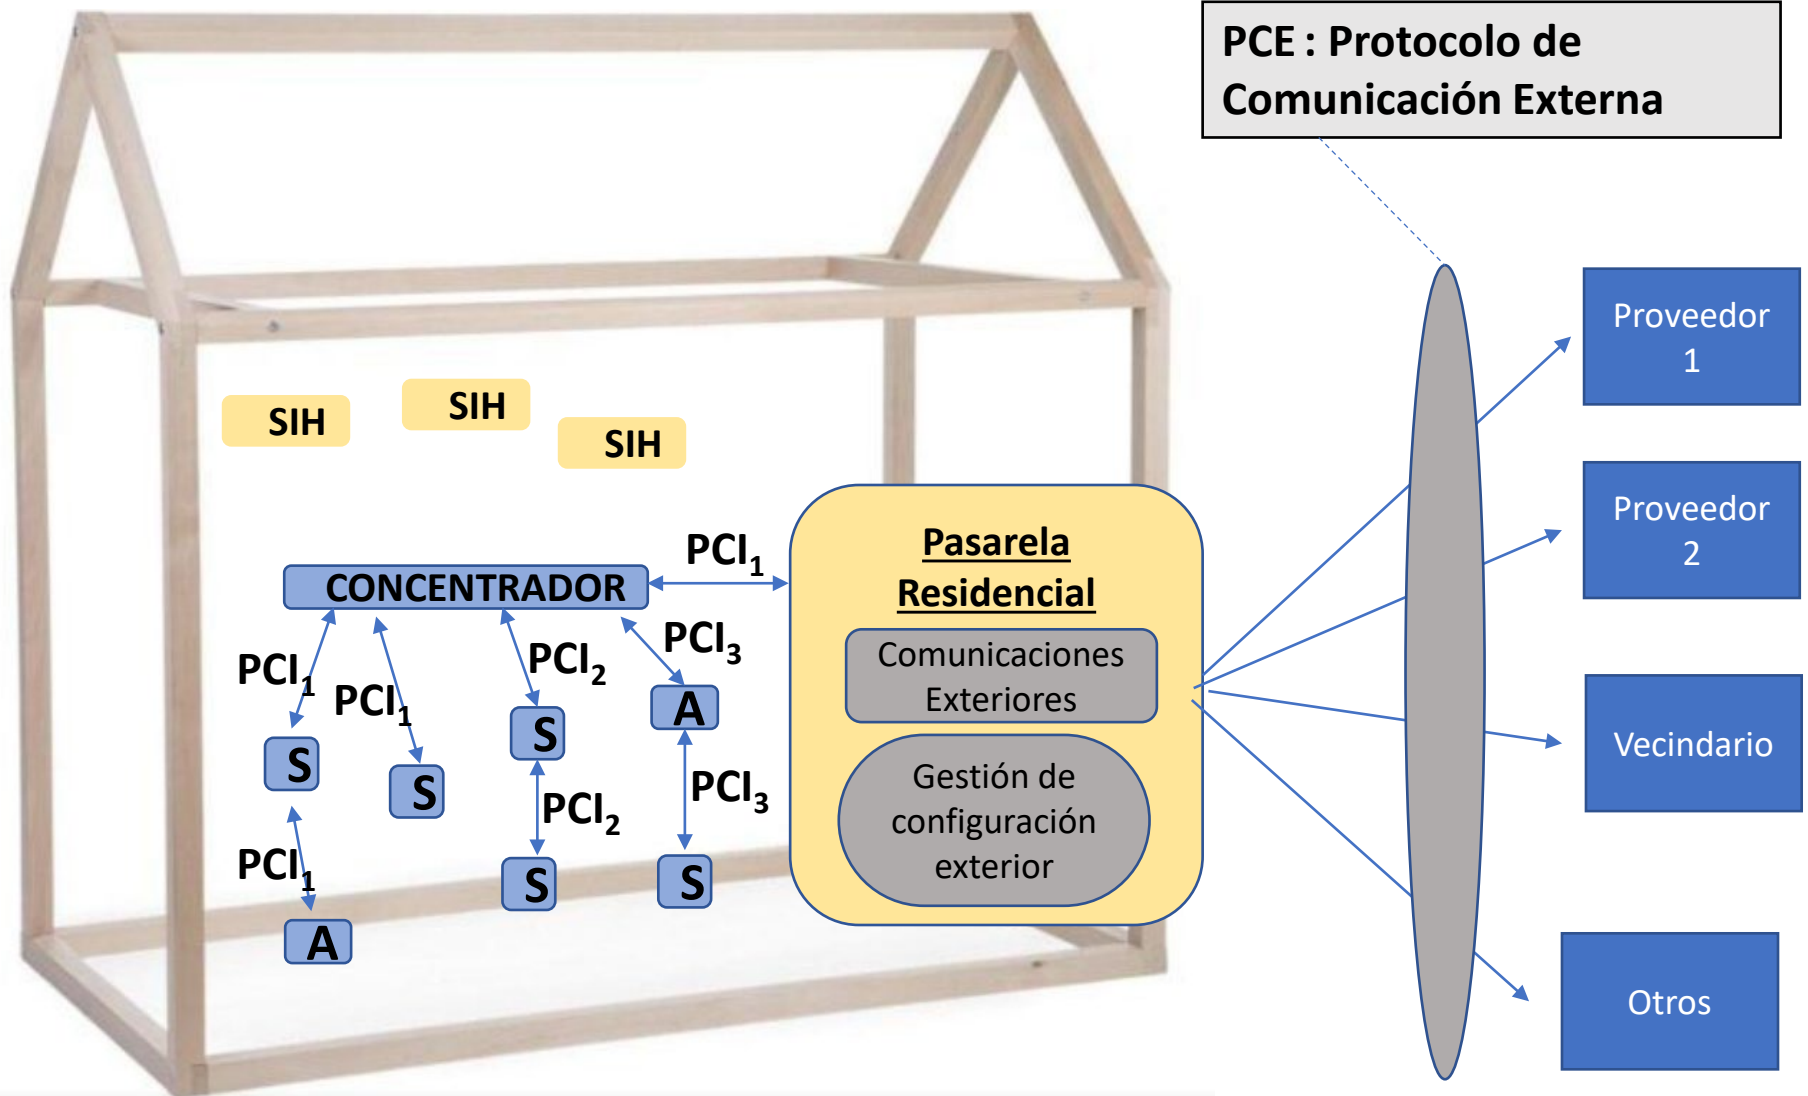 PCE : Protocolo de
Comunicación Externa
SIH
SIH
SIH
CONCENTRADOR
PCI₁
PCI₁
PCI₁
PCI₂
PCI₃
S
S
S
A
PCI₁
PCI₂
PCI₃
A
S
S
Pasarela
Residencial
Comunicaciones
Exteriores
Gestión de
configuración
exterior
Proveedor
1
Proveedor
2
Vecindario
Otros